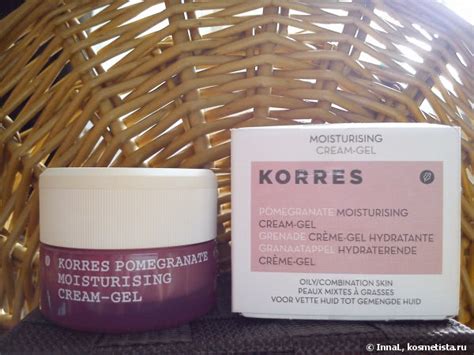 KORRES POMEGRANATE
MOISTURISING
CREAM-GEL
MOISTURISING
CREAM-GEL
KORRES
POMEGRANATE MOISTURISING
CREAM-GEL
GRENADE CRÈME-GEL HYDRATANTE
GRANAATAPPEL HYDRATERENDE
CRÈME-GEL
OILY/COMBINATION SKIN
PEAUX MIXTES À GRASSES
VOOR VETTE HUID TOT GEMENGDE HUID
© InnaL, kosmetista.ru